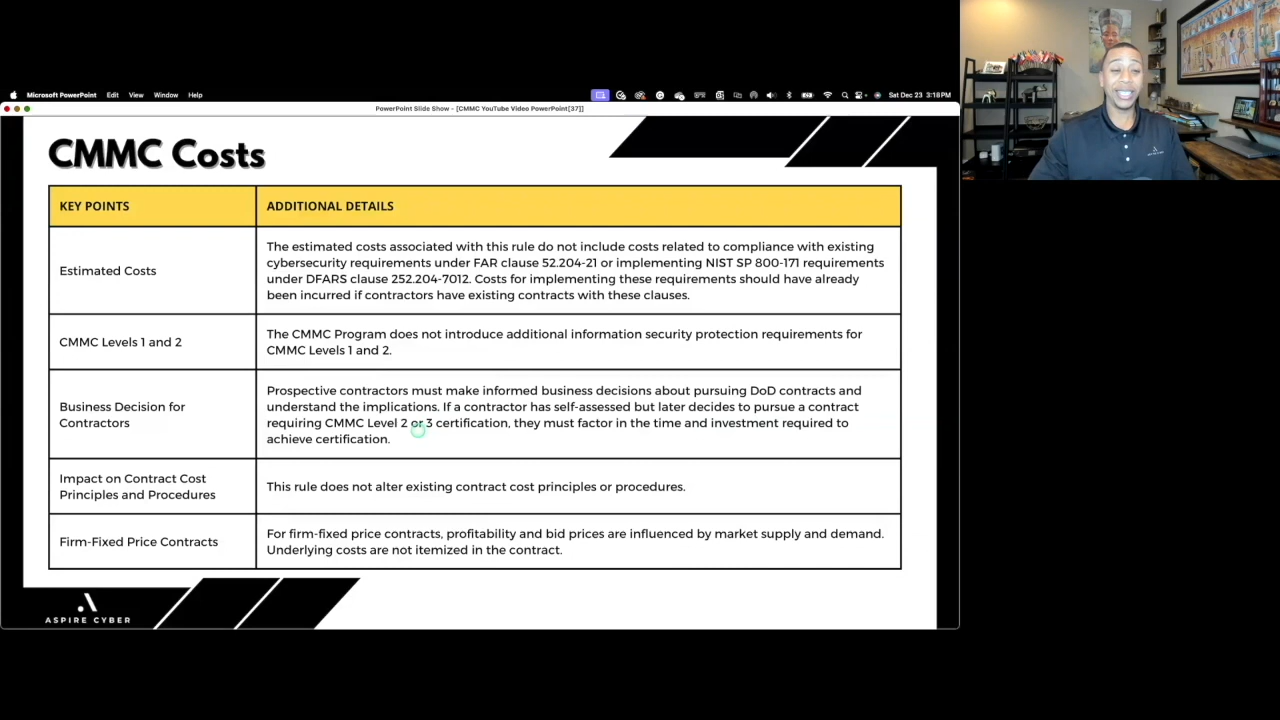 Microsoft PowerPoint Edit View Window Help
Sat Dec 23 3:18 PM
PowerPoint Slide Show - [CMMC YouTube Video PowerPoint[37]]
CMMC Costs
KEY POINTS
ADDITIONAL DETAILS
Estimated Costs
The estimated costs associated with this rule do not include costs related to compliance with existing
cybersecurity requirements under FAR clause 52.204-21 or implementing NIST SP 800-171 requirements
under DFARS clause 252.204-7012. Costs for implementing these requirements should have already
been incurred if contractors have existing contracts with these clauses.
CMMC Levels 1 and 2
The CMMC Program does not introduce additional information security protection requirements for
CMMC Levels 1 and 2.
Business Decision for
Contractors
Prospective contractors must make informed business decisions about pursuing DoD contracts and
understand the implications. If a contractor has self-assessed but later decides to pursue a contract
requiring CMMC Level 2 or 3 certification, they must factor in the time and investment required to
achieve certification.
Impact on Contract Cost
Principles and Procedures
This rule does not alter existing contract cost principles or procedures.
Firm-Fixed Price Contracts
For firm-fixed price contracts, profitability and bid prices are influenced by market supply and demand.
Underlying costs are not itemized in the contract.
ASPIRE CYBER